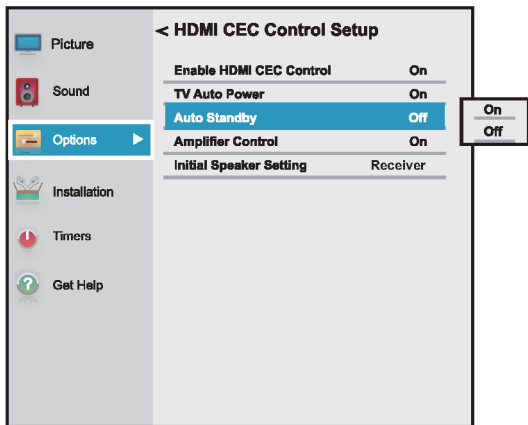 < HDMI CEC Control Setup
Picture
Sound
Options
Installation
Timers
Get Help
Enable HDMI CEC Control On
TV Auto Power On
Auto Standby Off
Amplifier Control On
Initial Speaker Setting Receiver
On
Off